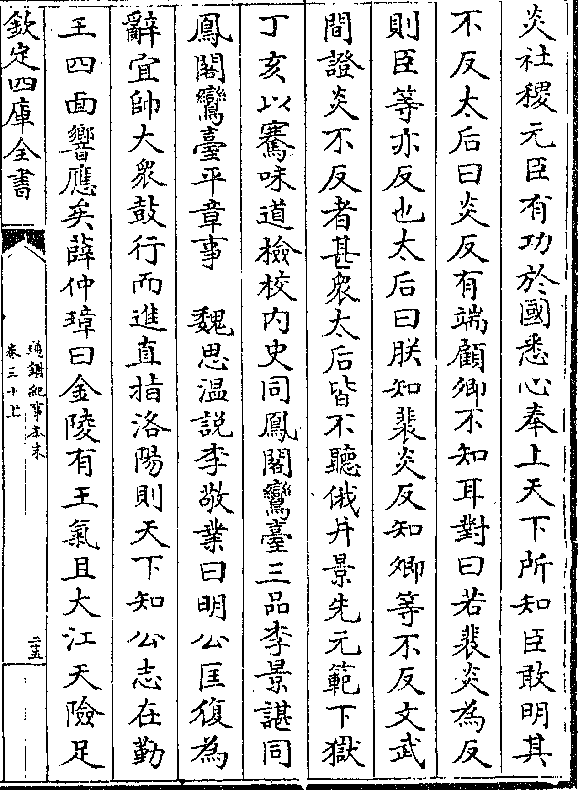 炎社稷元臣有功於國悉心奉上天下所知臣敢明其
不反太后曰炎反有端顧卿不知耳對曰若裴炎為反
則臣等亦反也太后曰朕知裴炎反知卿等不反文武
間證炎不反者甚衆太后皆不聽俄并景先元範下獄
丁亥以騫味道檢校内史同鳳閣鸞臺三品李景諶同
鳳閣鸞臺平章事　魏思温說李敬業曰明公匡復為
辭宜帥大衆鼓行而進直指洛陽則天下知公志在勤
王四面響應矣薛仲璋曰金陵有王氣且大江天險足
欽定四庫全書
通鑑紀事本末
卷三十上
二五